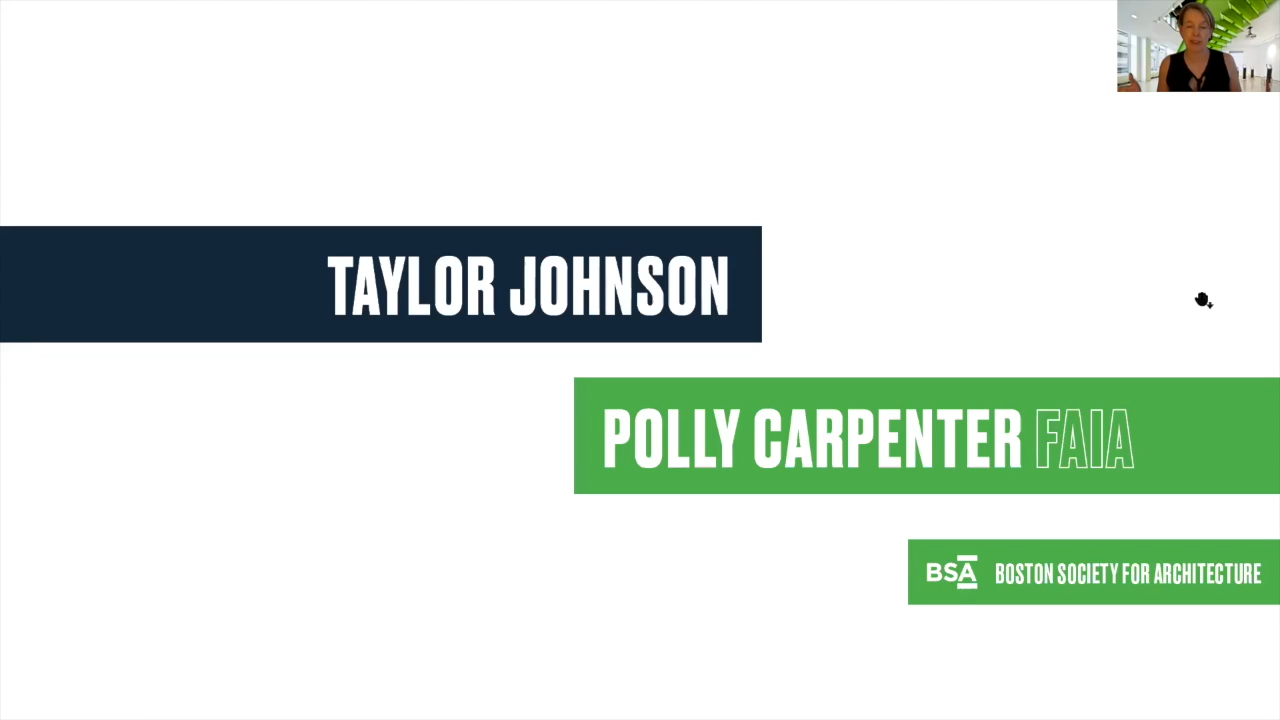 TAYLOR JOHNSON
POLLY CARPENTER FAIA
BSA BOSTON SOCIETY FOR ARCHITECTURE